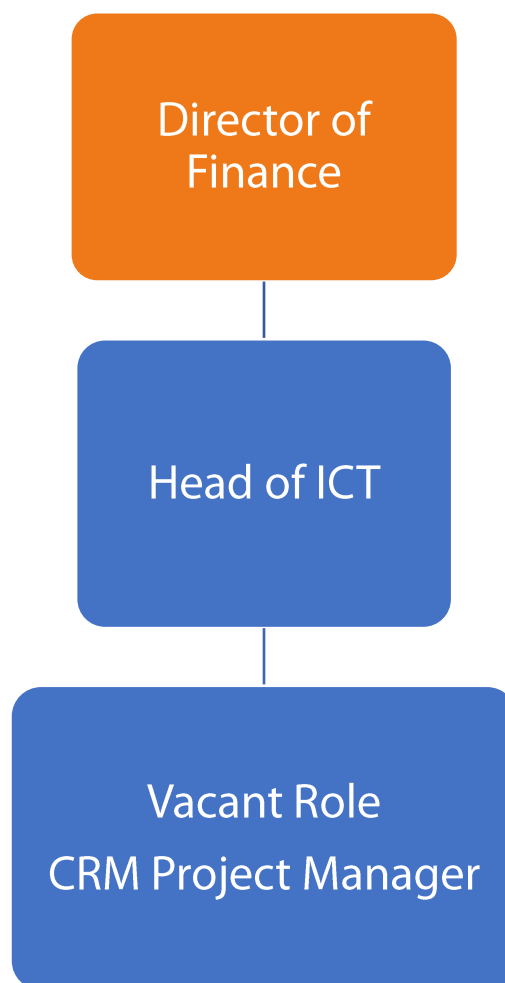 Director of
Finance
Head of ICT
Vacant Role
CRM Project Manager